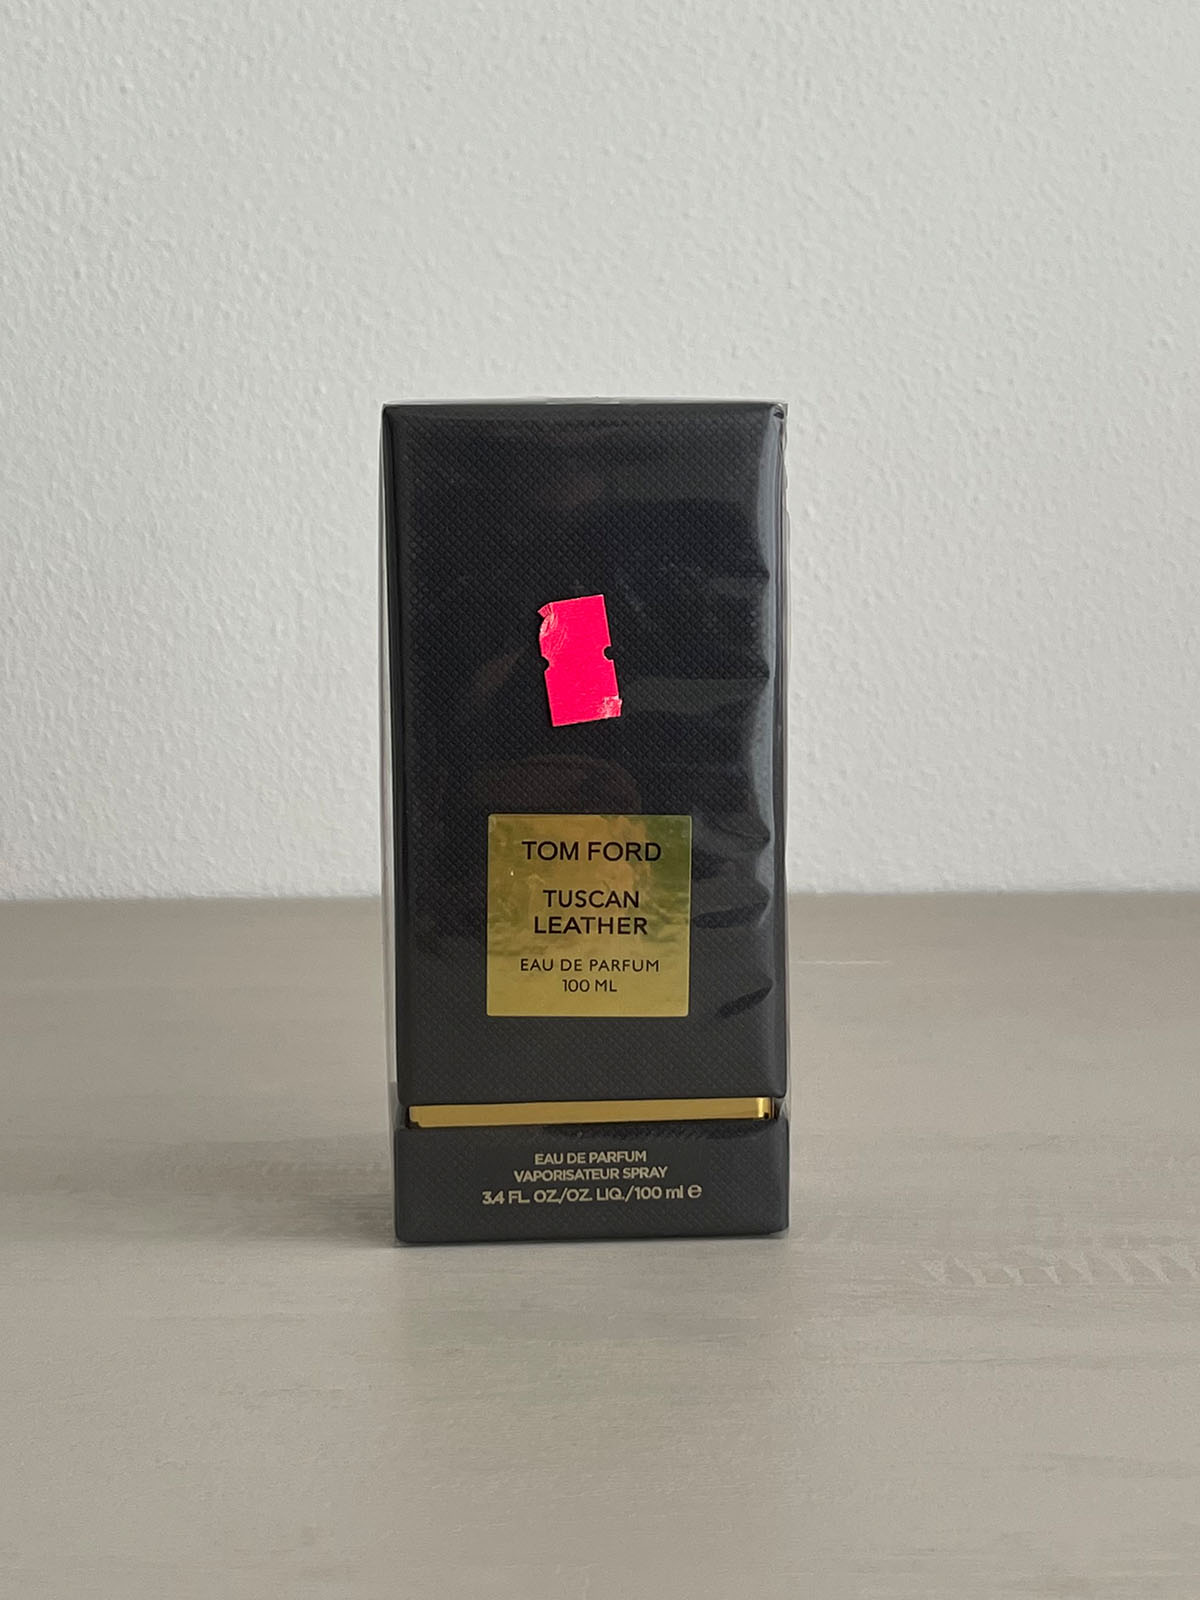 TOM FORD
TUSCAN
LEATHER
EAU DE PARFUM
100 ML
EAU DE PARFUM
VAPORISATEUR SPRAY
3.4 FL. OZ./OZ. LIQ./100 ml ℮